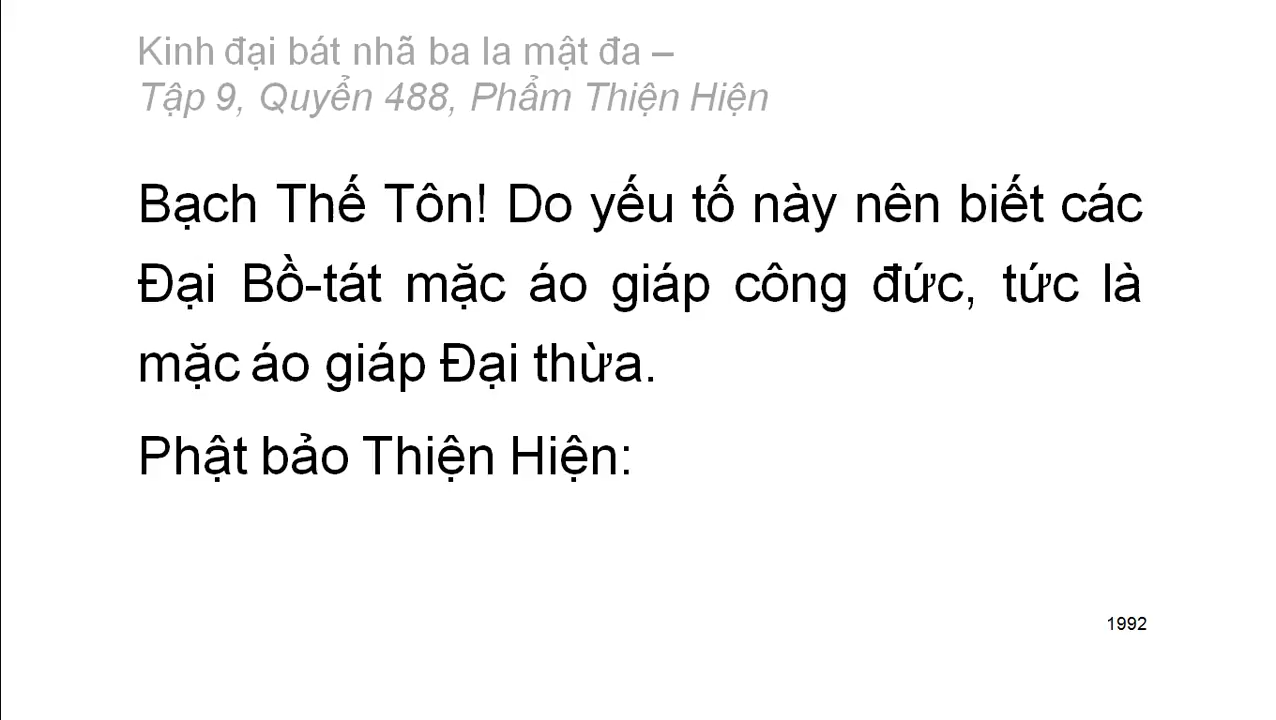 Kinh đại bát nhã ba la mật đa –
Tập 9, Quyển 488, Phẩm Thiện Hiện
Bạch Thế Tôn! Do yếu tố này nên biết các
Đại Bồ-tát mặc áo giáp công đức, tức là
mặc áo giáp Đại thừa.
Phật bảo Thiện Hiện:
1992